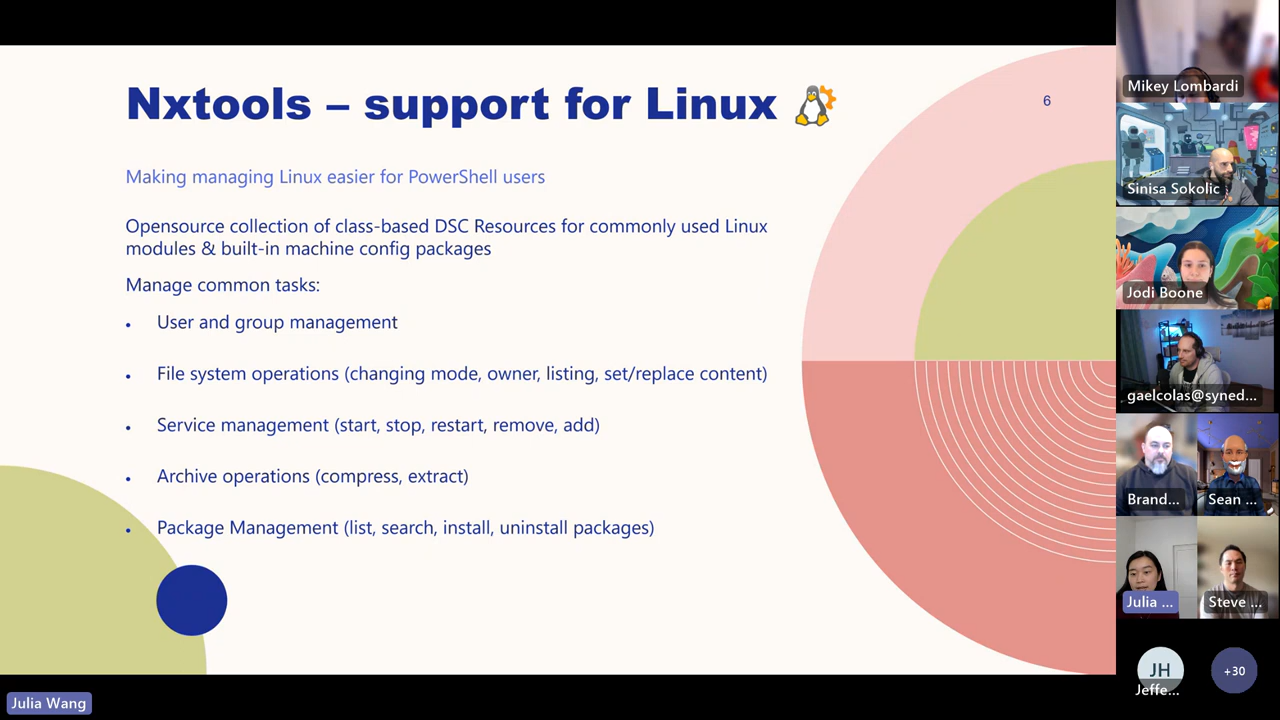 Nxtools – support for Linux
6
Making managing Linux easier for PowerShell users
Opensource collection of class-based DSC Resources for commonly used Linux
modules & built-in machine config packages
Manage common tasks:
• User and group management
• File system operations (changing mode, owner, listing, set/replace content)
• Service management (start, stop, restart, remove, add)
• Archive operations (compress, extract)
• Package Management (list, search, install, uninstall packages)
Julia Wang
Mikey Lombardi
Sinisa Sokolic
Jodi Boone
gaelcolas@syned...
Brand...
Sean ...
Julia ...
Steve ...
JH
Jeffe...
+30